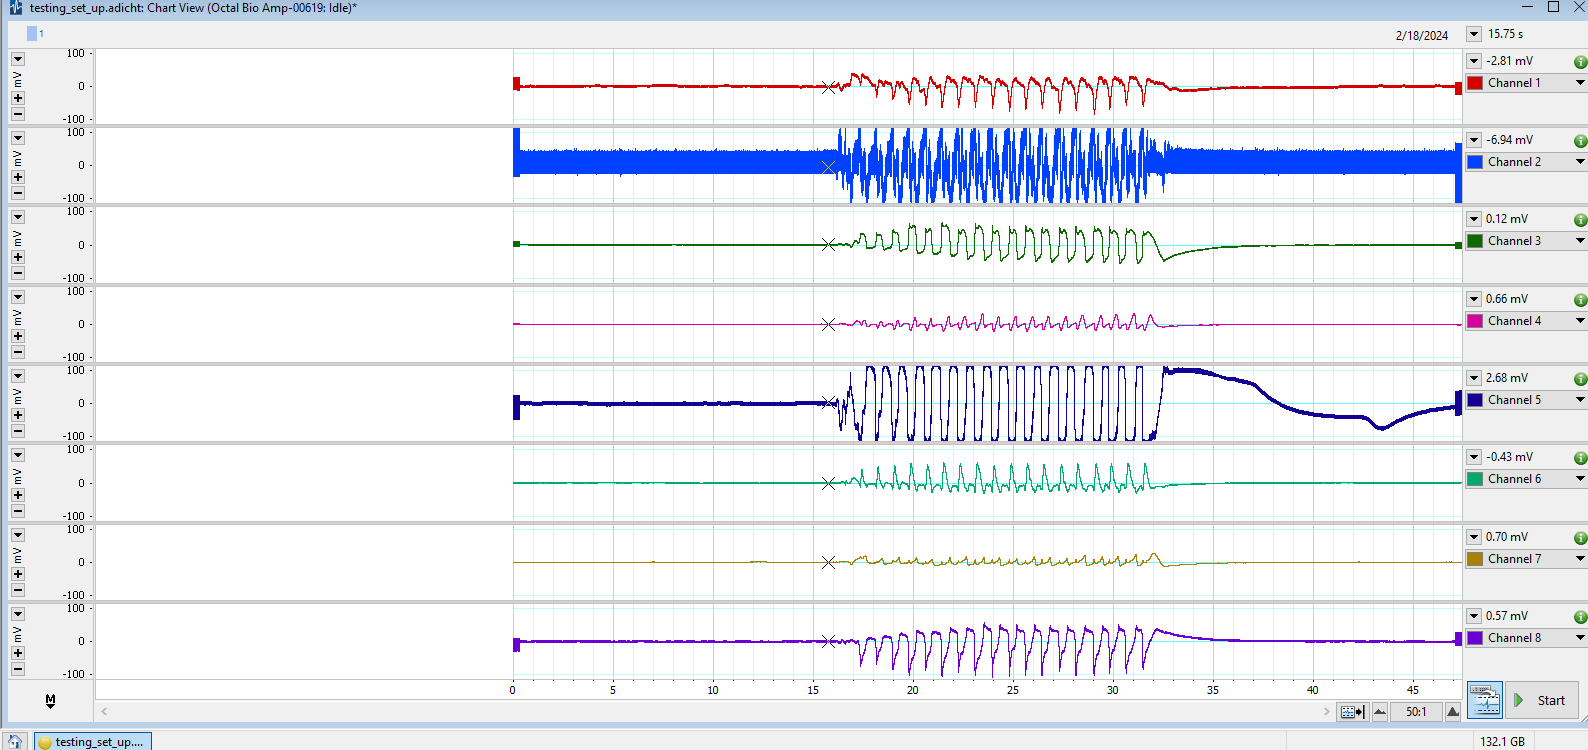 testing_set_up.adicht: Chart View (Octal Bio Amp-00619: Idle)*
1
2/18/2024
15.75 s
100
mV
0
-100
-2.81 mV
Channel 1
100
mV
0
-100
-6.94 mV
Channel 2
100
mV
0
-100
0.12 mV
Channel 3
100
mV
0
-100
0.66 mV
Channel 4
100
mV
0
-100
2.68 mV
Channel 5
100
mV
0
-100
-0.43 mV
Channel 6
100
mV
0
-100
0.70 mV
Channel 7
100
mV
0
-100
0.57 mV
Channel 8
M
0 5 10 15 20 25 30 35 40 45
50:1
Start
testing_set_up....
132.1 GB